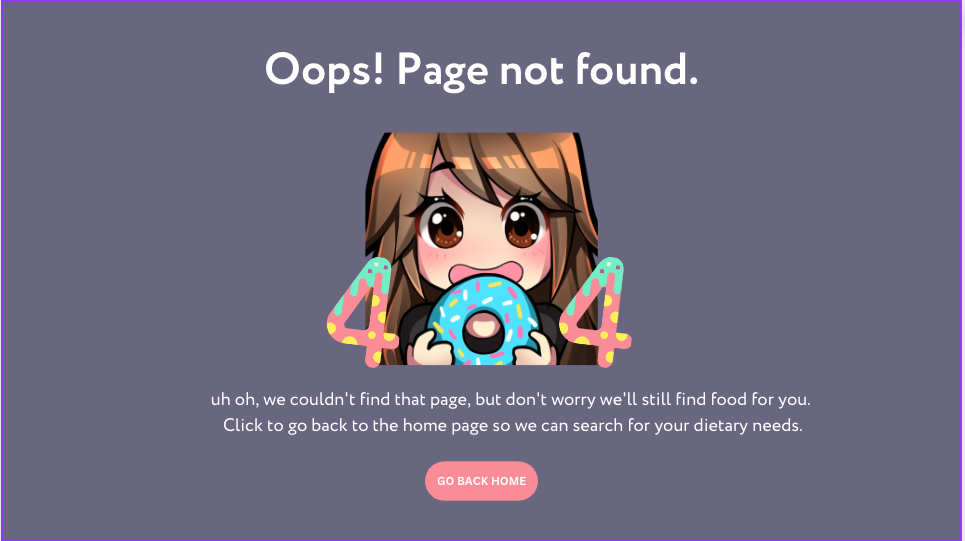 Oops! Page not found.
4 4
uh oh, we couldn't find that page, but don't worry we'll still find food for you.
Click to go back to the home page so we can search for your dietary needs.
GO BACK HOME